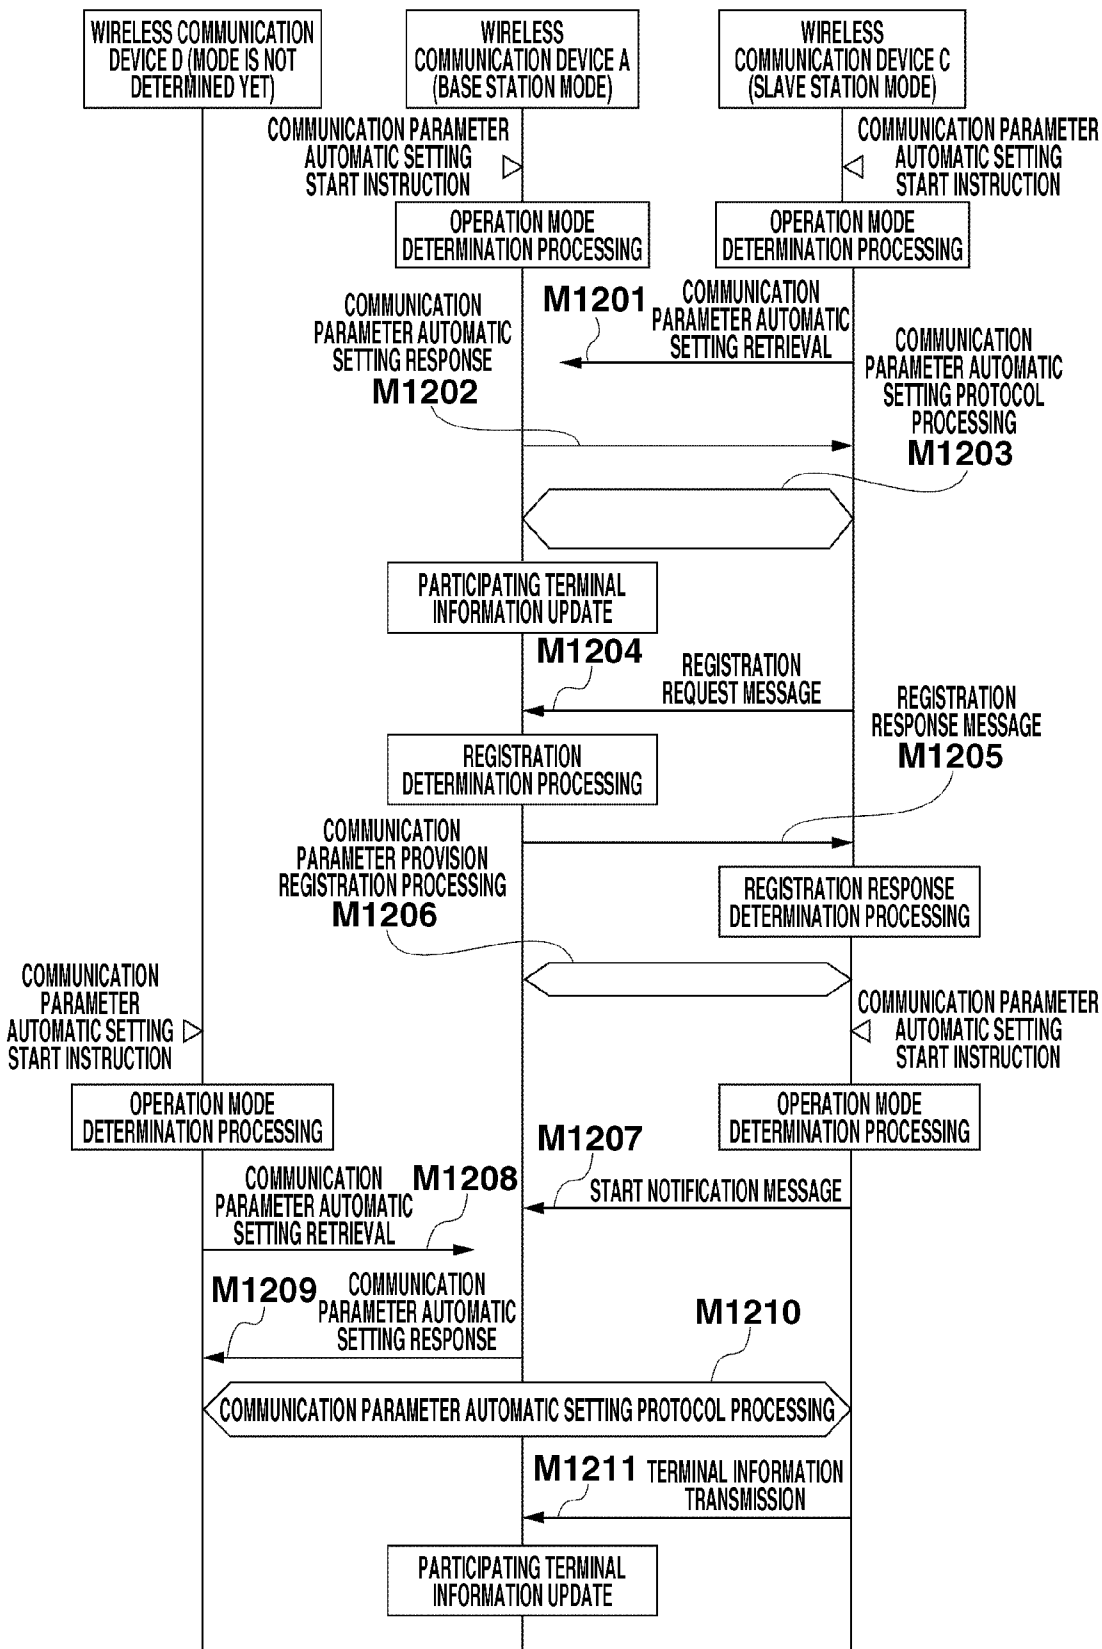 WIRELESS COMMUNICATION
DEVICE D (MODE IS NOT
DETERMINED YET)
WIRELESS
COMMUNICATION DEVICE A
(BASE STATION MODE)
WIRELESS
COMMUNICATION DEVICE C
(SLAVE STATION MODE)
COMMUNICATION PARAMETER
AUTOMATIC SETTING
START INSTRUCTION
COMMUNICATION PARAMETER
AUTOMATIC SETTING
START INSTRUCTION
OPERATION MODE
DETERMINATION PROCESSING
OPERATION MODE
DETERMINATION PROCESSING
M1201
COMMUNICATION
PARAMETER AUTOMATIC
SETTING RETRIEVAL
COMMUNICATION
PARAMETER AUTOMATIC
SETTING RESPONSE
M1202
COMMUNICATION
PARAMETER AUTOMATIC
SETTING PROTOCOL
PROCESSING
M1203
PARTICIPATING TERMINAL
INFORMATION UPDATE
M1204
REGISTRATION
REQUEST MESSAGE
REGISTRATION
RESPONSE MESSAGE
M1205
REGISTRATION
DETERMINATION PROCESSING
COMMUNICATION
PARAMETER PROVISION
REGISTRATION PROCESSING
M1206
REGISTRATION RESPONSE
DETERMINATION PROCESSING
COMMUNICATION
PARAMETER
AUTOMATIC SETTING
START INSTRUCTION
COMMUNICATION PARAMETER
AUTOMATIC SETTING
START INSTRUCTION
OPERATION MODE
DETERMINATION PROCESSING
OPERATION MODE
DETERMINATION PROCESSING
M1207
START NOTIFICATION MESSAGE
COMMUNICATION
PARAMETER AUTOMATIC
SETTING RETRIEVAL
M1208
M1209
COMMUNICATION
PARAMETER AUTOMATIC
SETTING RESPONSE
M1210
COMMUNICATION PARAMETER AUTOMATIC SETTING PROTOCOL PROCESSING
M1211
TERMINAL INFORMATION
TRANSMISSION
PARTICIPATING TERMINAL
INFORMATION UPDATE